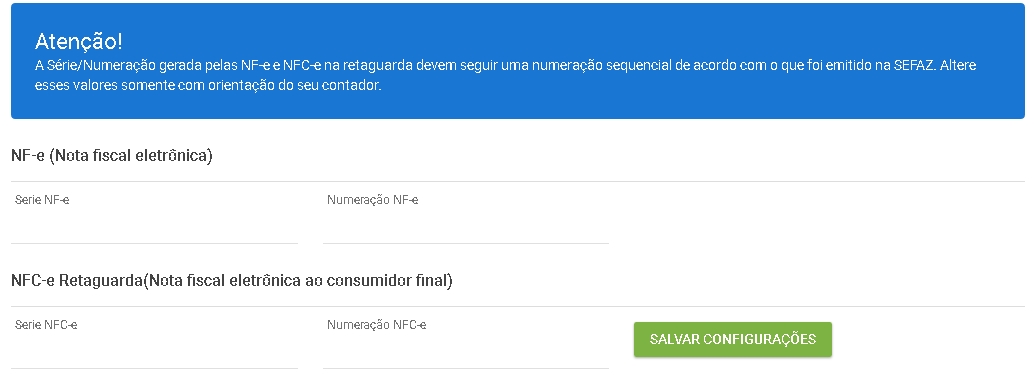 Atenção!
A Série/Numeração gerada pelas NF-e e NFC-e na retaguarda devem seguir uma numeração sequencial de acordo com o que foi emitido na SEFAZ. Altere
esses valores somente com orientação do seu contador.
NF-e (Nota fiscal eletrônica)
Serie NF-e
Numeração NF-e
NFC-e Retaguarda(Nota fiscal eletrônica ao consumidor final)
Serie NFC-e
Numeração NFC-e
SALVAR CONFIGURAÇÕES